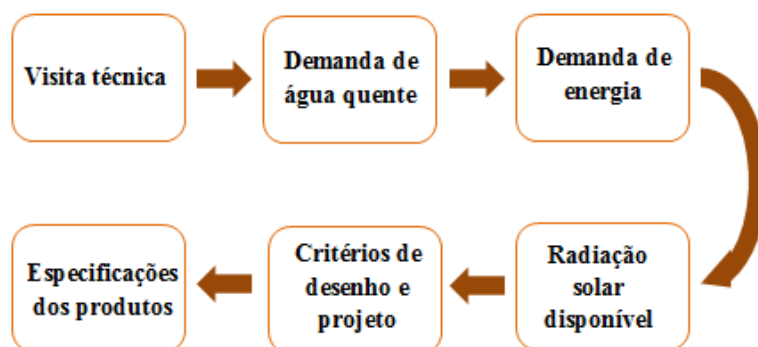 Visita técnica
Demanda de
água quente
Demanda de
energia
Radiação
solar
disponível
Critérios de
desenho e
projeto
Especificações
dos produtos